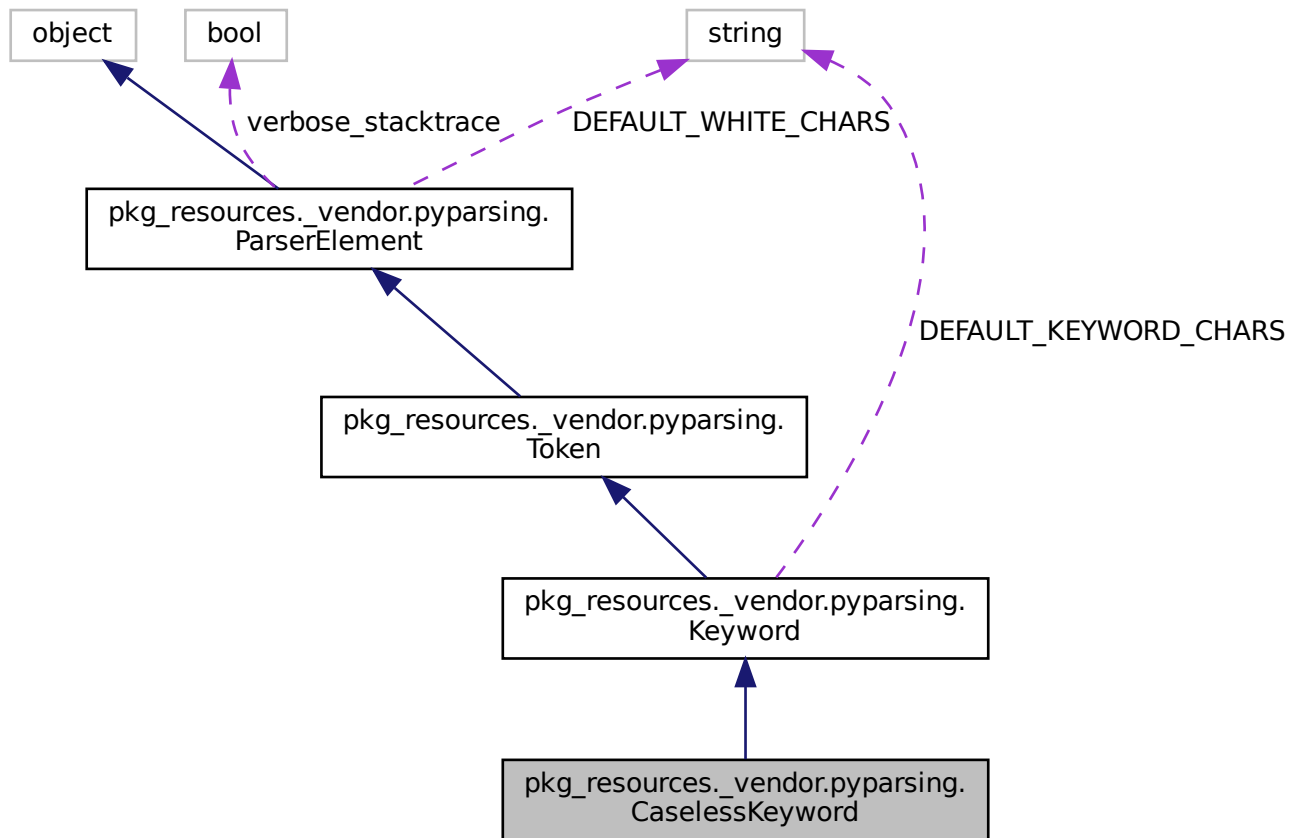 object
bool
string
verbose_stacktrace
DEFAULT_WHITE_CHARS
pkg_resources._vendor.pyparsing.
ParserElement
DEFAULT_KEYWORD_CHARS
pkg_resources._vendor.pyparsing.
Token
pkg_resources._vendor.pyparsing.
Keyword
pkg_resources._vendor.pyparsing.
CaselessKeyword